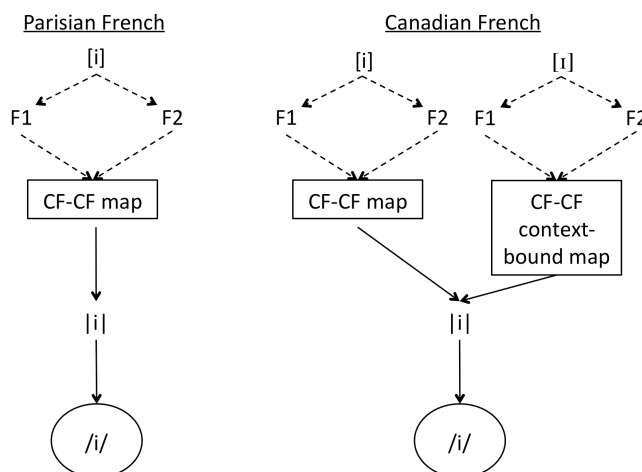 Parisian French
[i]
F1 F2
CF-CF map
|i|
/i/
Canadian French
[i] [ɪ]
F1 F2 F1 F2
CF-CF map
CF-CF
context-
bound map
|i|
/i/